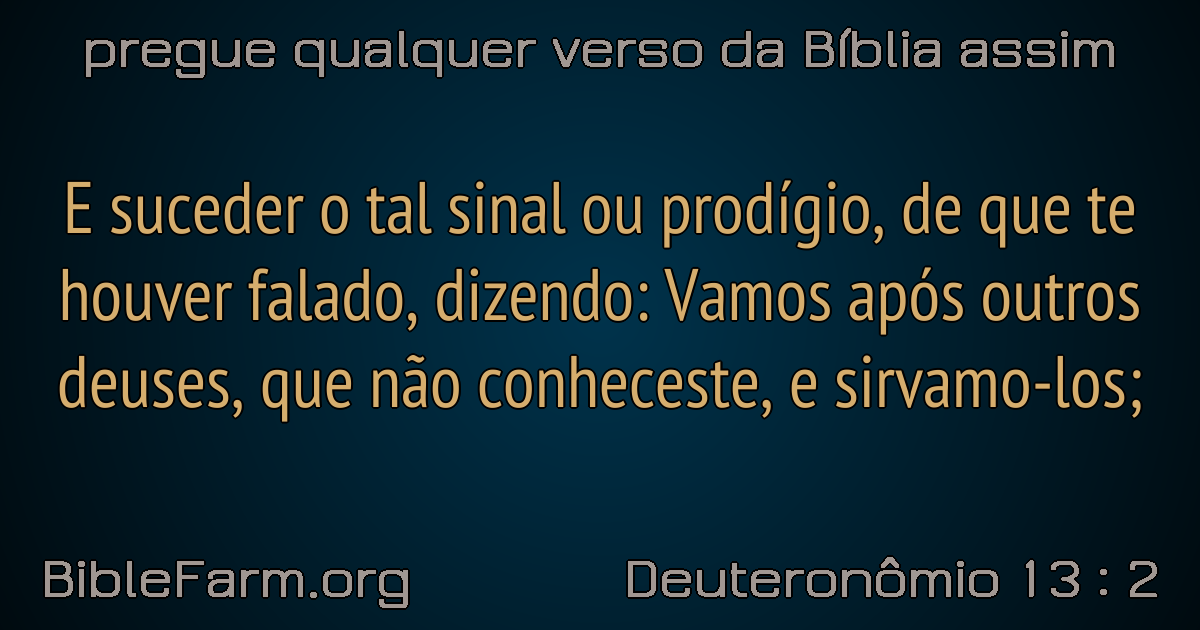 pregue qualquer verso da Bíblia assim
E suceder o tal sinal ou prodígio, de que te
houver falado, dizendo: Vamos após outros
deuses, que não conheceste, e sirvamo-los;
BibleFarm.org
Deuteronômio 13 : 2